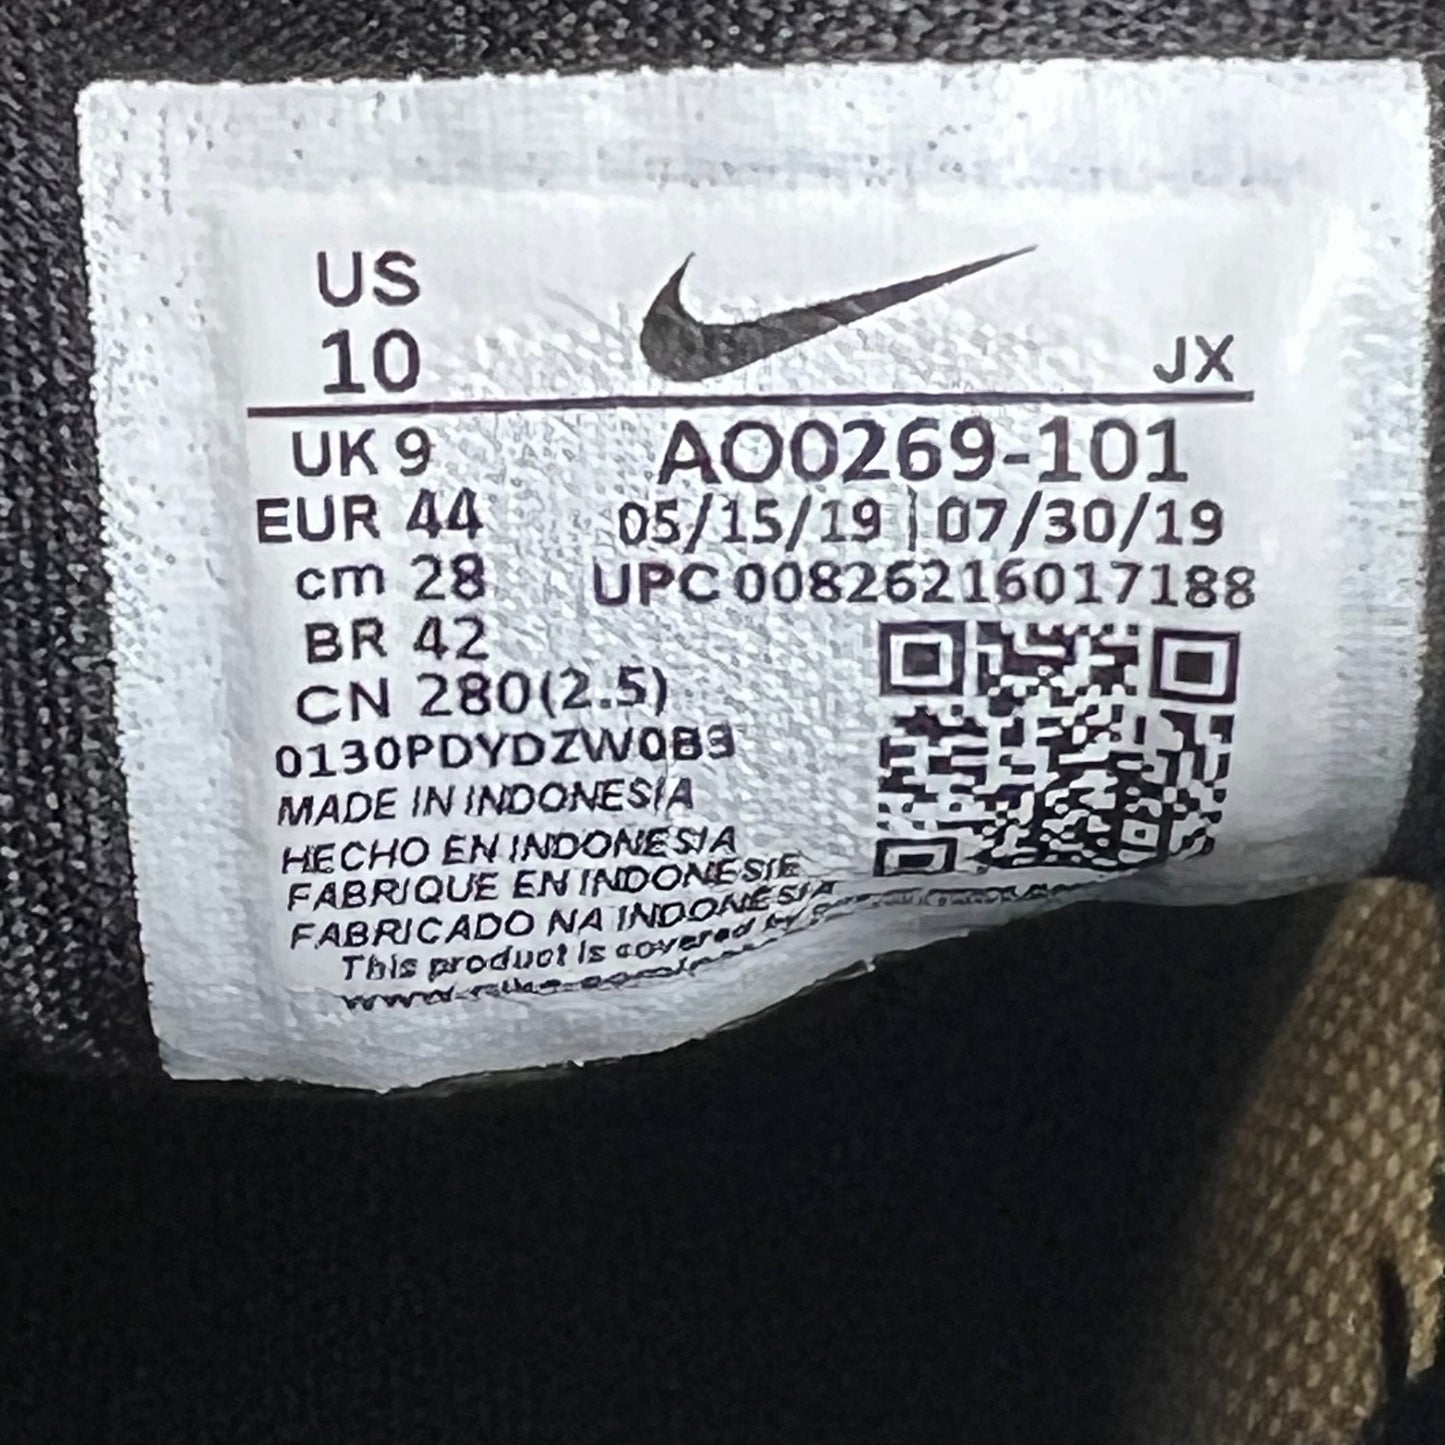 US
10
JX
UK 9
AO0269-101
EUR 44
05/15/19 | 07/30/19
cm 28
UPC 00826216017188
BR 42
CN 280(2.5)
0130PDYDZW0B3
MADE IN INDONESIA
HECHO EN INDONESIA
FABRIQUE EN INDONESIE
FABRICADO NA INDONESIA
This product is covered by